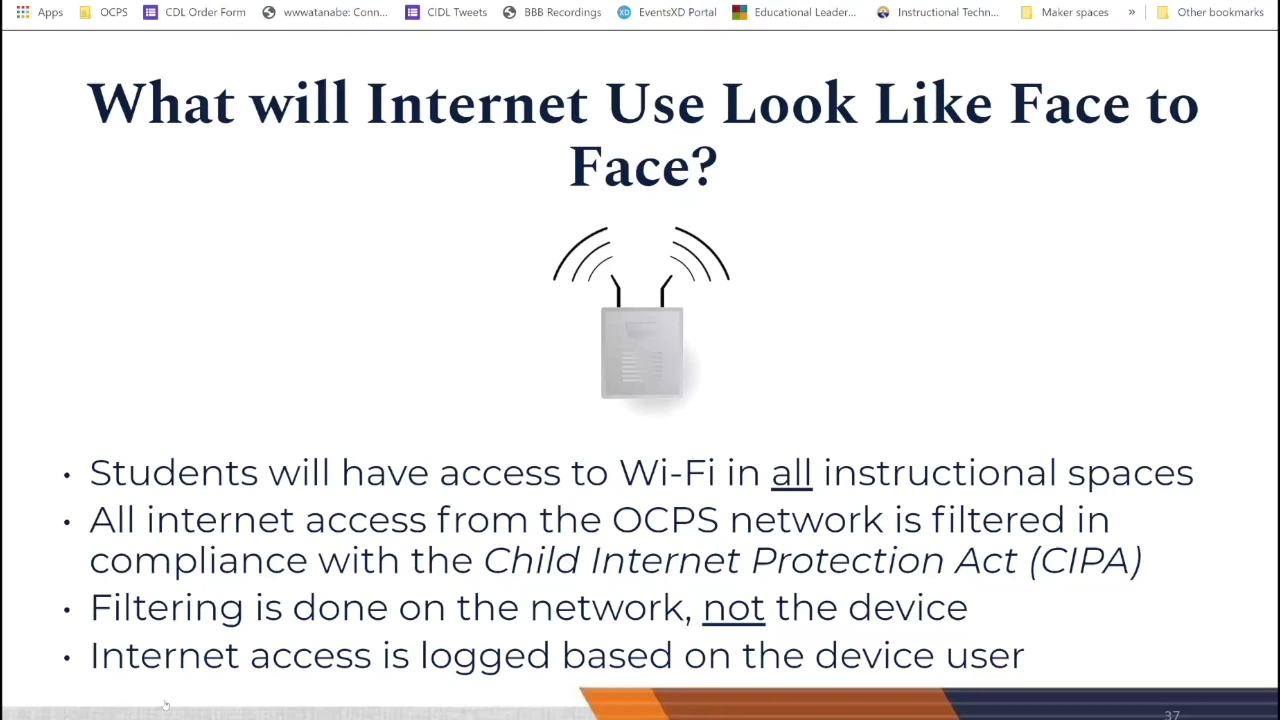 Apps OCPS CDL Order Form wwwatanabe: Conn... CIDL Tweets BBB Recordings XD EventsXD Portal Educational Leader... Instructional Techn... Maker spaces » Other bookmarks
What will Internet Use Look Like Face to
Face?
• Students will have access to Wi-Fi in all instructional spaces
• All internet access from the OCPS network is filtered in
compliance with the Child Internet Protection Act (CIPA)
• Filtering is done on the network, not the device
• Internet access is logged based on the device user
37